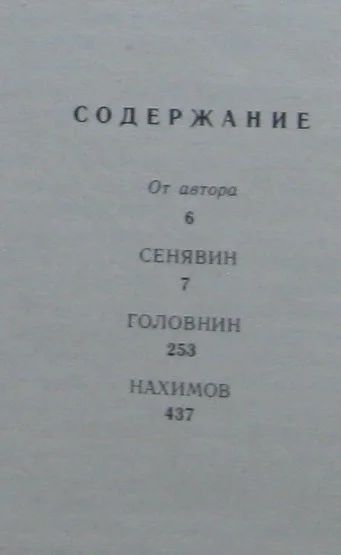 СОДЕРЖАНИЕ
От автора
6
СЕНЯВИН
7
ГОЛОВНИН
253
НАХИМОВ
437